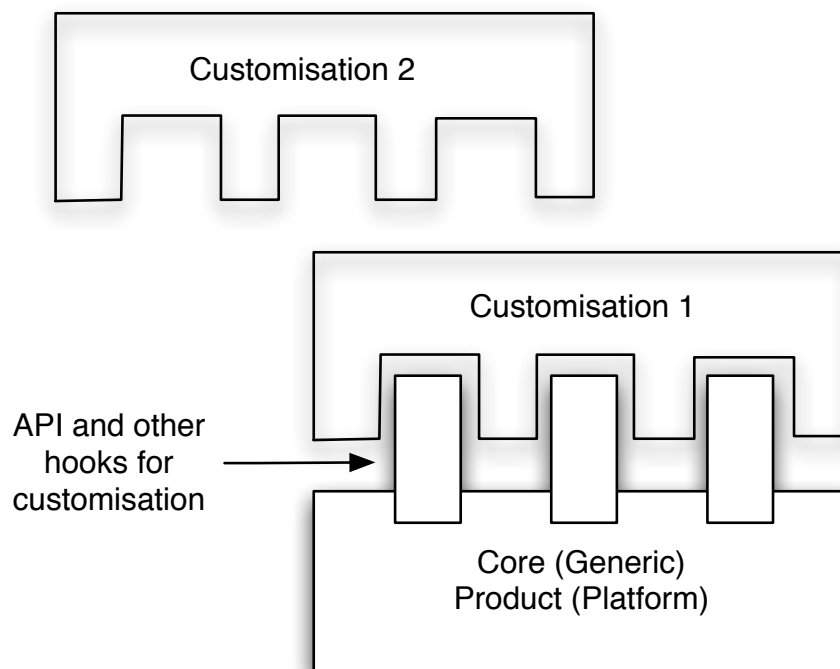 Customisation 2
Customisation 1
API and other
hooks for
customisation
Core (Generic)
Product (Platform)